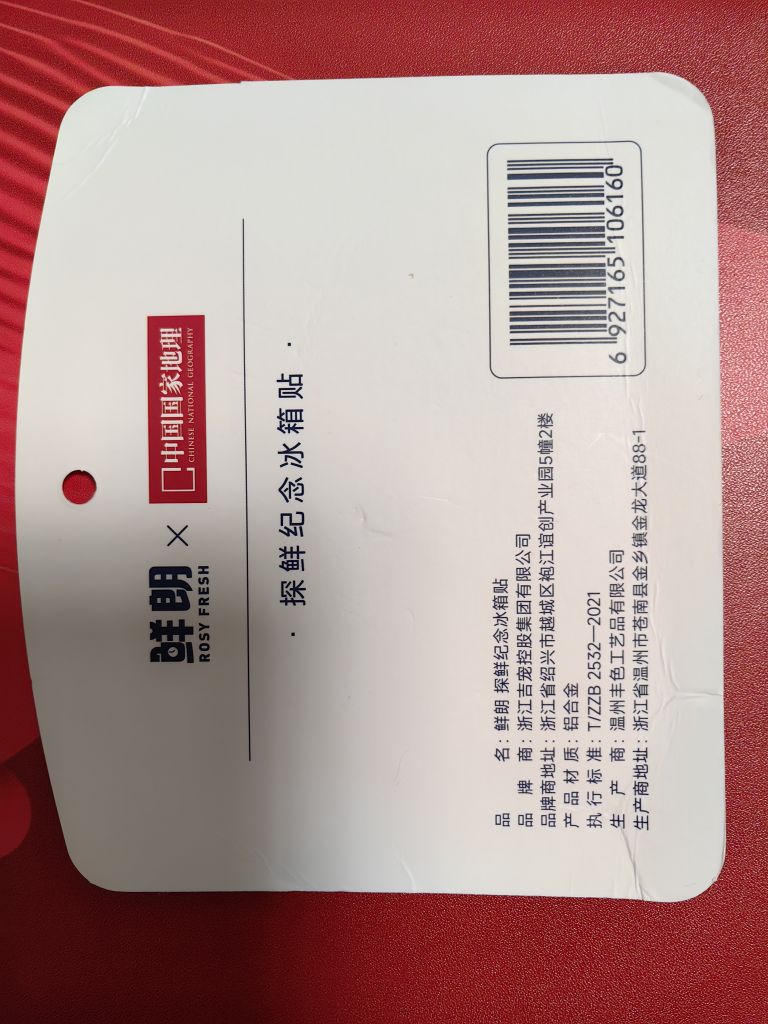 鲜朗
ROSY FRESH
×
中国国家地理
CHINESE NATIONAL GEOGRAPHY
· 探鲜纪念冰箱贴 ·
品名：鲜朗 探鲜纪念冰箱贴
品牌商：浙江吉宠控股集团有限公司
品牌商地址：浙江省绍兴市越城区袍江谊创产业园5幢2楼
产品材质：铝合金
执行标准：T/ZZB 2532—2021
生产商：温州丰色工艺品有限公司
生产商地址：浙江省温州市苍南县金乡镇金龙大道88-1
6 927165 106160